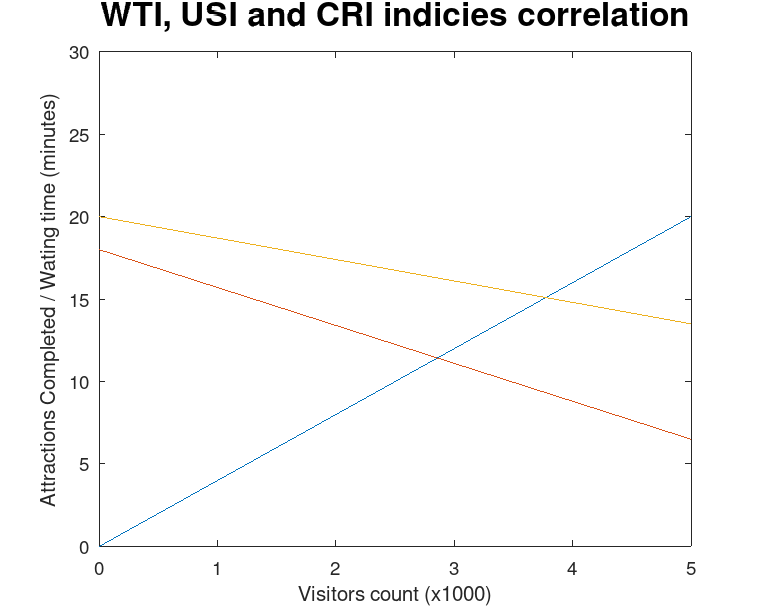 WTI, USI and CRI indicies correlation
30
25
20
15
10
5
0
Attractions Completed / Wating time (minutes)
0 1 2 3 4 5
Visitors count (x1000)